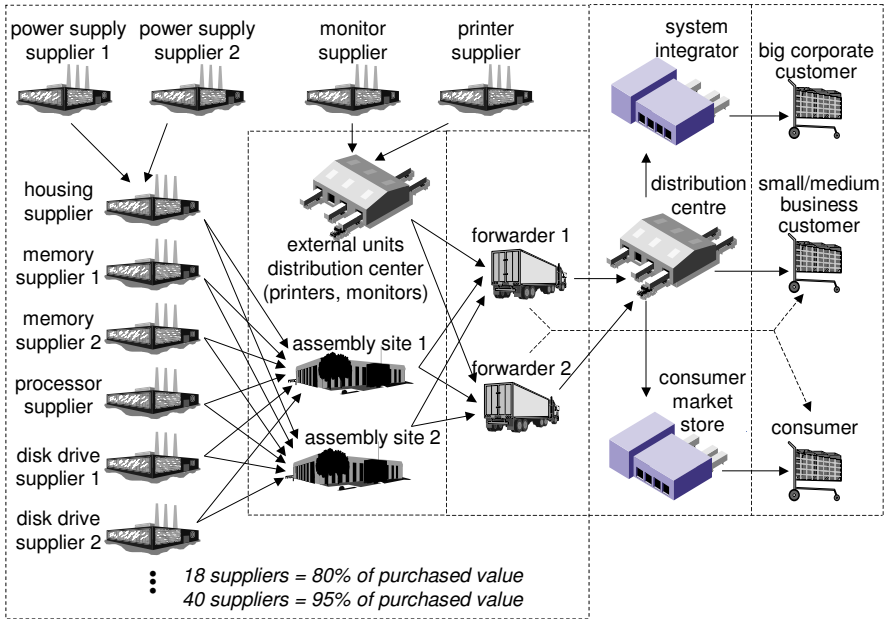 power supply
supplier 1
power supply
supplier 2
monitor
supplier
printer
supplier
system
integrator
big corporate
customer
housing
supplier
memory
supplier 1
memory
supplier 2
processor
supplier
disk drive
supplier 1
disk drive
supplier 2
external units
distribution center
(printers, monitors)
assembly site 1
assembly site 2
forwarder 1
forwarder 2
distribution
centre
small/medium
business
customer
consumer
market
store
consumer
18 suppliers = 80% of purchased value
40 suppliers = 95% of purchased value